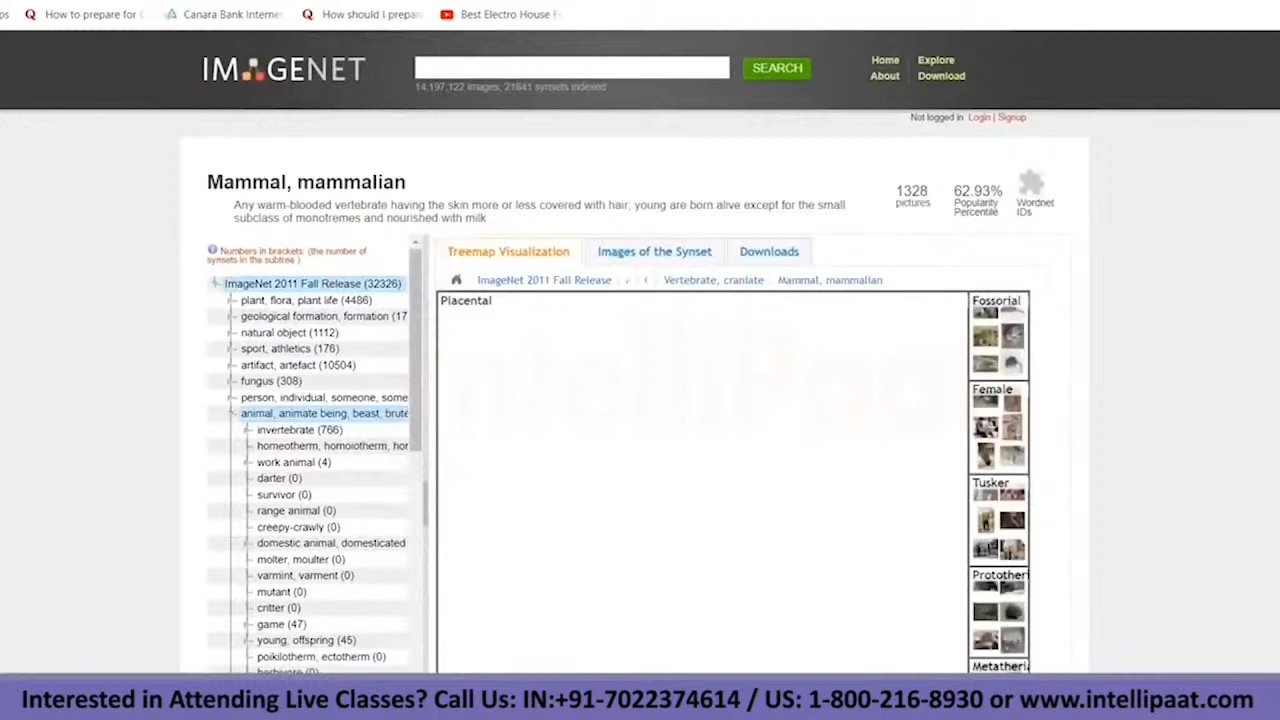 ps
How to prepare for C
Canara Bank Interne
How should I prepar
Best Electro House F
IMAGENET
SEARCH
14,197,122 images, 21841 synsets indexed
Home
Explore
About
Download
Not logged in Login | Signup
Mammal, mammalian
Any warm-blooded vertebrate having the skin more or less covered with hair; young are born alive except for the small
subclass of monotremes and nourished with milk
1328
pictures
62.93%
Popularity
Percentile
Wordnet
IDs
Numbers in brackets: (the number of
synsets in the subtree ).
ImageNet 2011 Fall Release (32326)
plant, flora, plant life (4486)
geological formation, formation (17
natural object (1112)
sport, athletics (176)
artifact, artefact (10504)
fungus (308)
person, individual, someone, some
animal, animate being, beast, brute
invertebrate (766)
homeotherm, homoiotherm, hor
work animal (4)
darter (0)
survivor (0)
range animal (0)
creepy-crawly (0)
domestic animal, domesticated
molter, moulter (0)
varmint, varment (0)
mutant (0)
critter (0)
game (47)
young, offspring (45)
poikilotherm, ectotherm (0)
Treemap Visualization
Images of the Synset
Downloads
ImageNet 2011 Fall Release
Vertebrate, craniate
Mammal, mammalian
Placental
Fossorial
Female
Tusker
Prototheri
Metatheria
Interested in Attending Live Classes? Call Us: IN:+91-7022374614 / US: 1-800-216-8930 or www.intellipaat.com